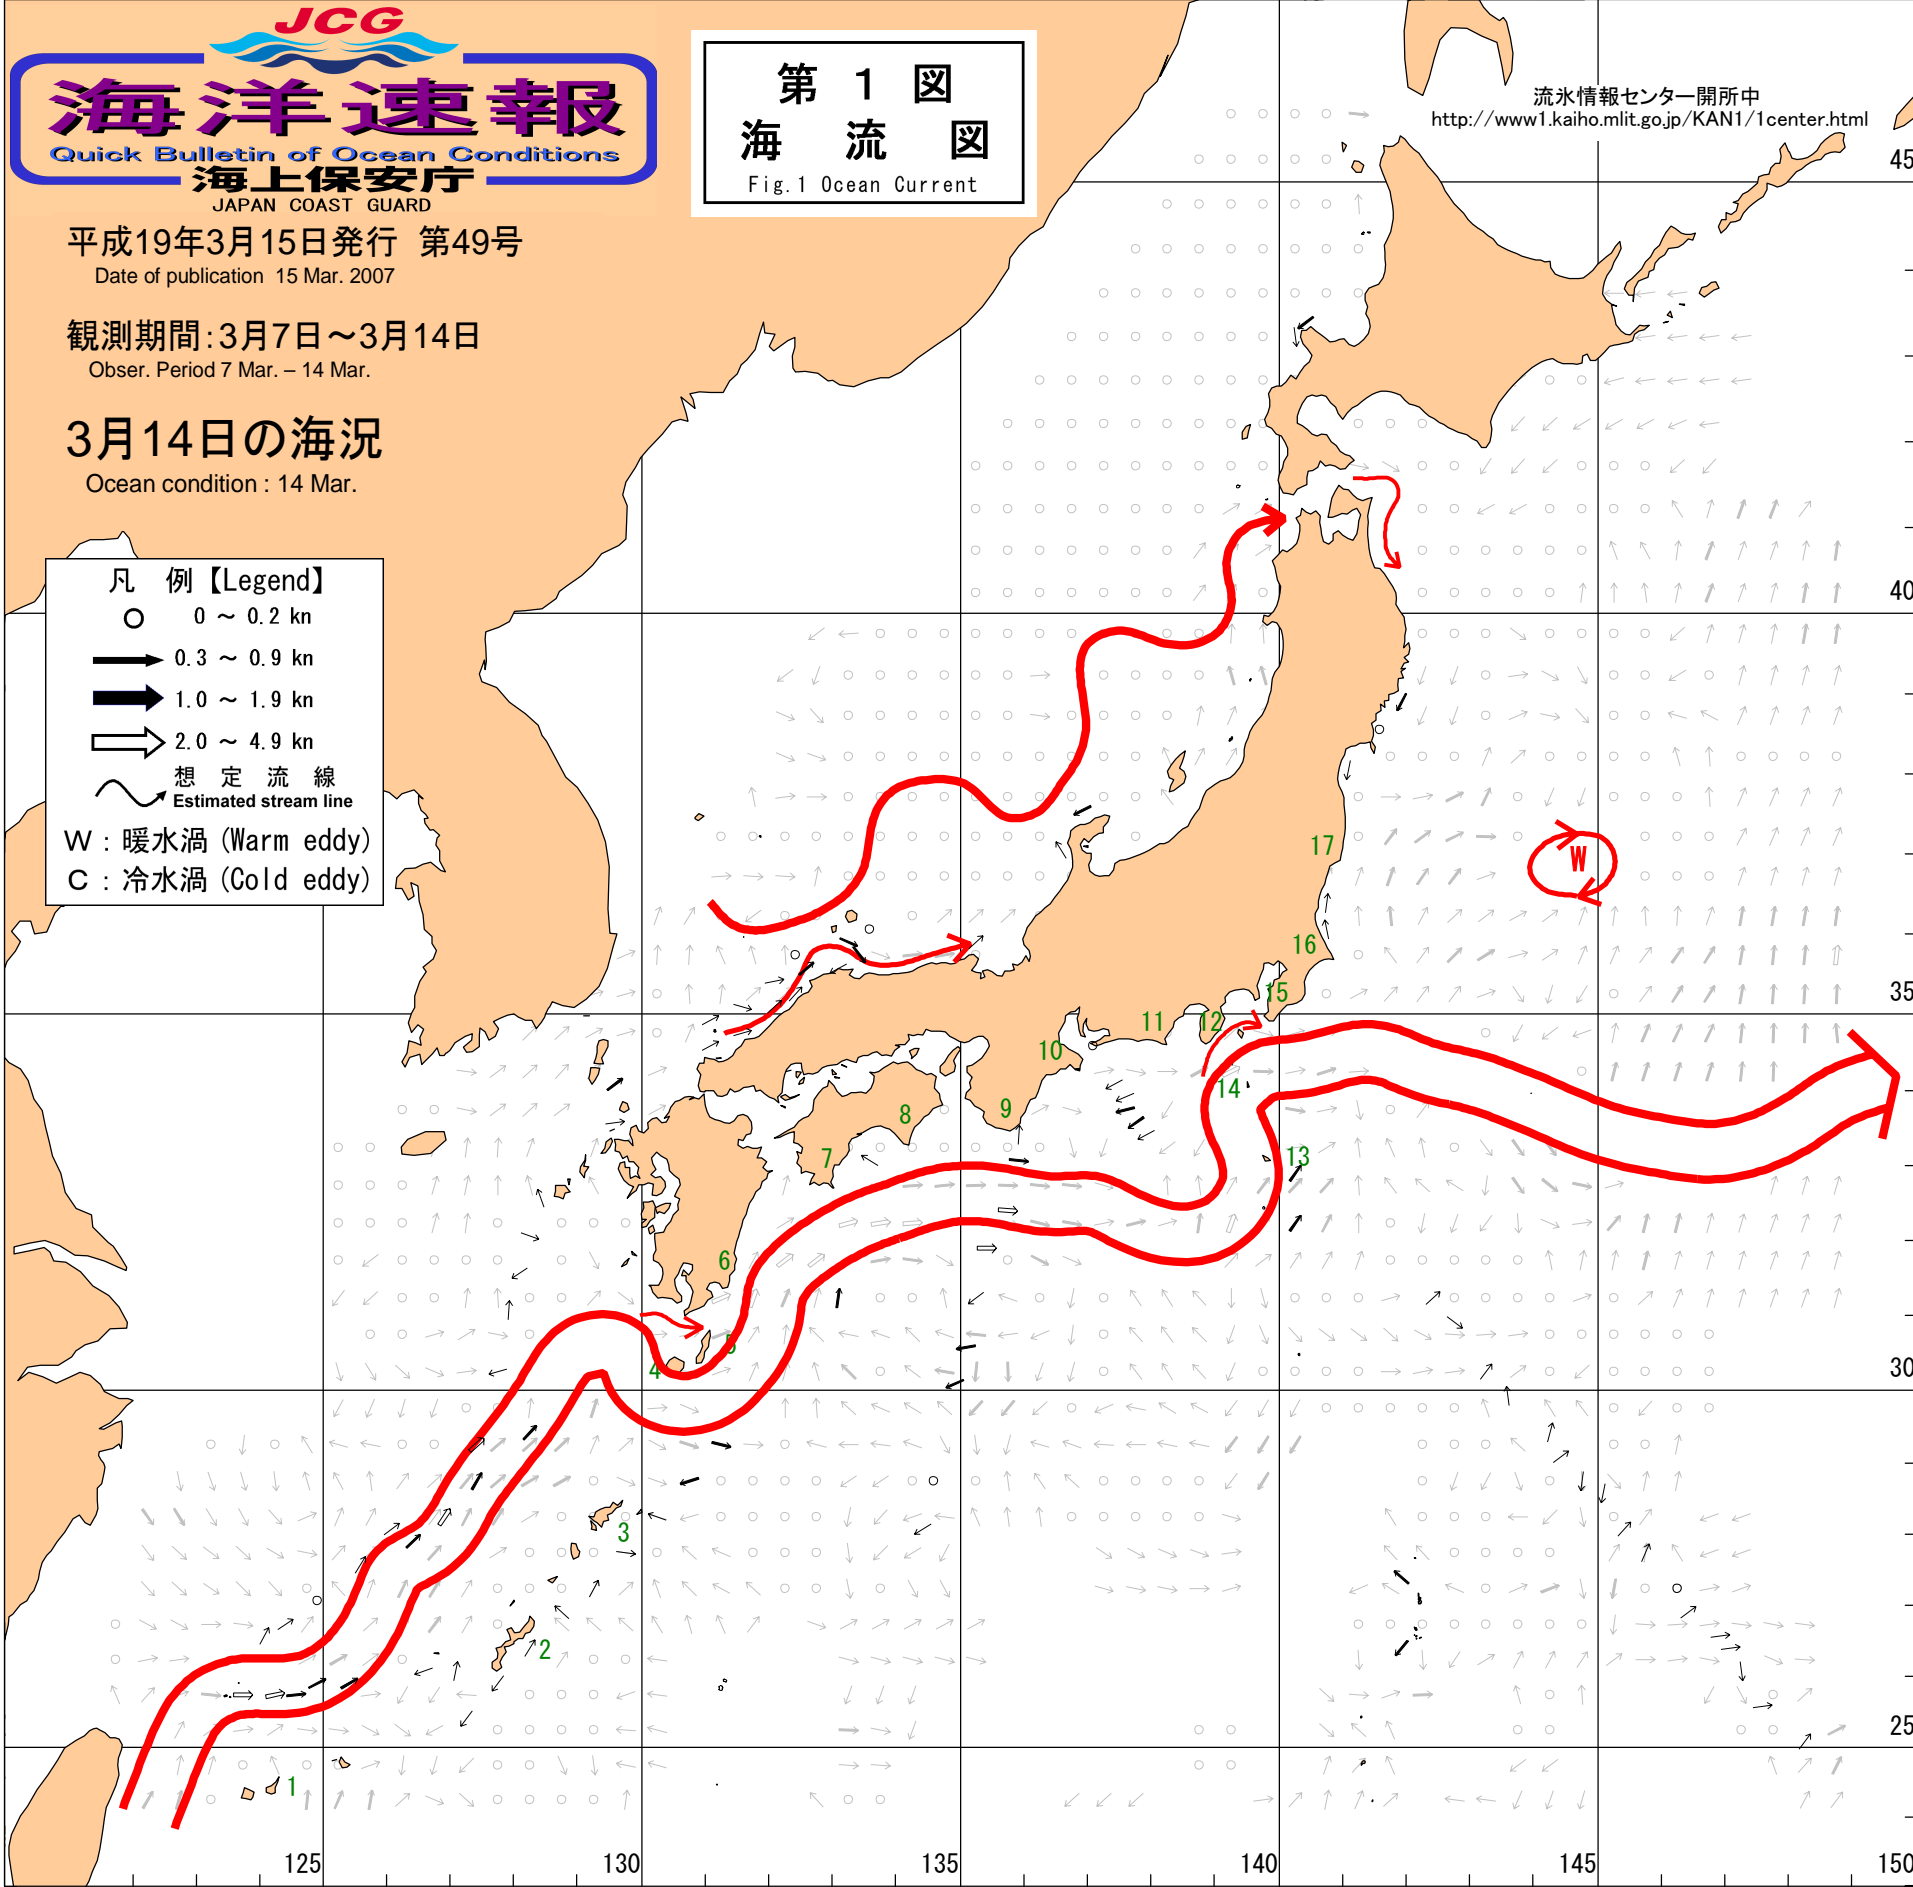 JCG
海洋速報
Quick Bulletin of Ocean Conditions
海上保安庁
JAPAN COAST GUARD
平成19年3月15日発行 第49号
Date of publication 15 Mar. 2007
観測期間:3月7日~3月14日
Obser. Period 7 Mar. – 14 Mar.
3月14日の海況
Ocean condition : 14 Mar.
第 1 図
海 流 図
Fig.1 Ocean Current
流氷情報センター開所中
http://www1.kaiho.mlit.go.jp/KAN1/1center.html
凡 例【Legend】
0 ~ 0.2 kn
0.3 ~ 0.9 kn
1.0 ~ 1.9 kn
2.0 ~ 4.9 kn
想 定 流 線
Estimated stream line
W : 暖水渦 (Warm eddy)
C : 冷水渦 (Cold eddy)
45
40
35
30
25
125
130
135
140
145
150
W
17
16
15
12
11
10
14
9
8
7
13
6
5
4
3
2
1